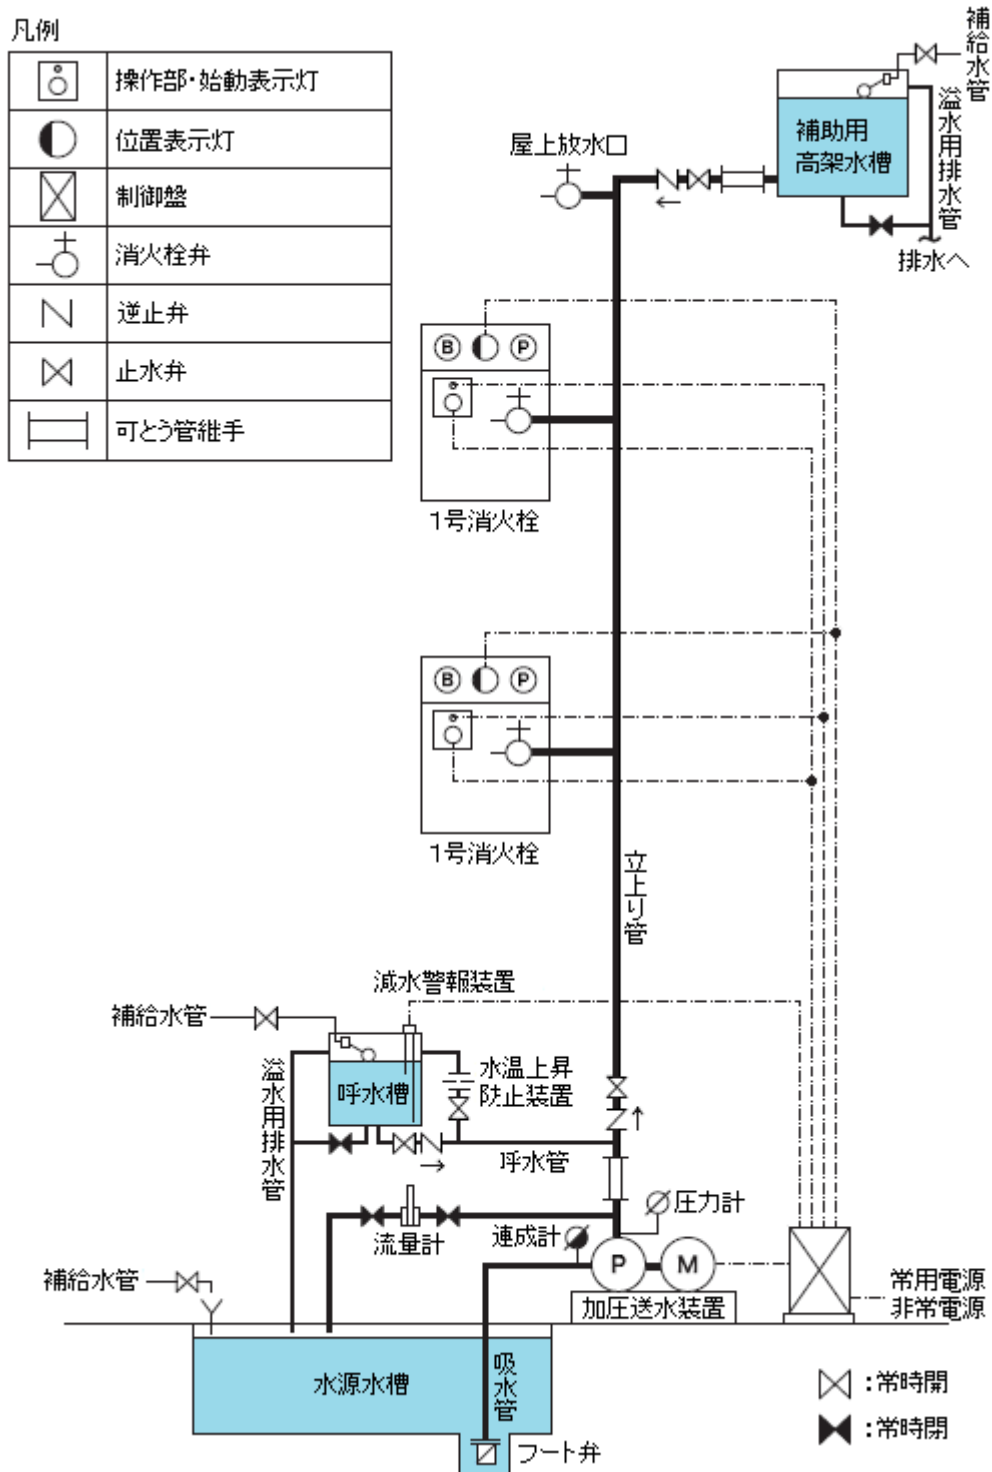 凡例
操作部・始動表示灯
位置表示灯
制御盤
消火栓弁
逆止弁
止水弁
可とう管継手
補給水管
補助用
高架水槽
溢水用排水管
排水へ
屋上放水口
B
P
1号消火栓
B
P
1号消火栓
立上り管
減水警報装置
補給水管
呼水槽
水温上昇
防止装置
溢水用排水管
呼水管
流量計
連成計
圧力計
P
M
加圧送水装置
常用電源
非常電源
補給水管
水源水槽
吸水管
フート弁
:常時開
:常時閉